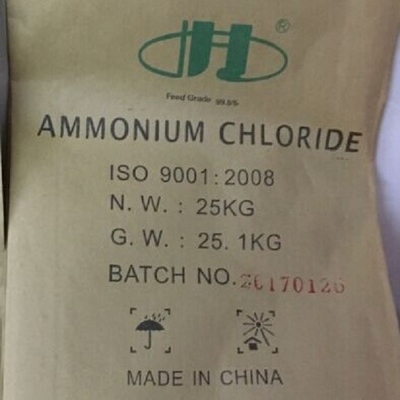 ®
Feed Grade 99.5%
AMMONIUM CHLORIDE
ISO 9001:2008
N. W. : 25KG
G. W. : 25. 1KG
BATCH NO. 20170126
MADE IN CHINA